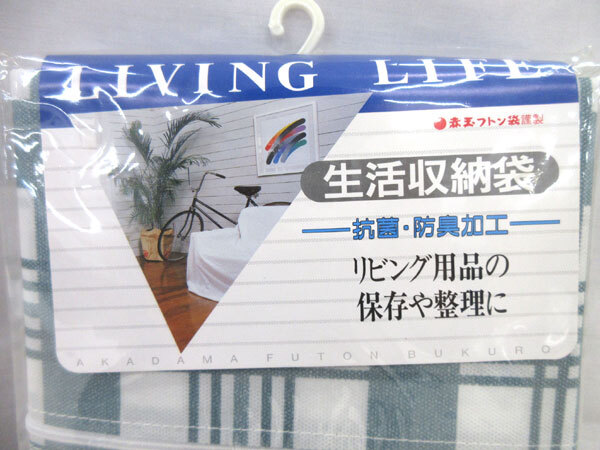 LIVING LIFE
赤玉フトン袋謹製
生活収納袋
抗菌・防臭加工
リビング用品の
保存や整理に
AKADAMA FUTON BUKURO